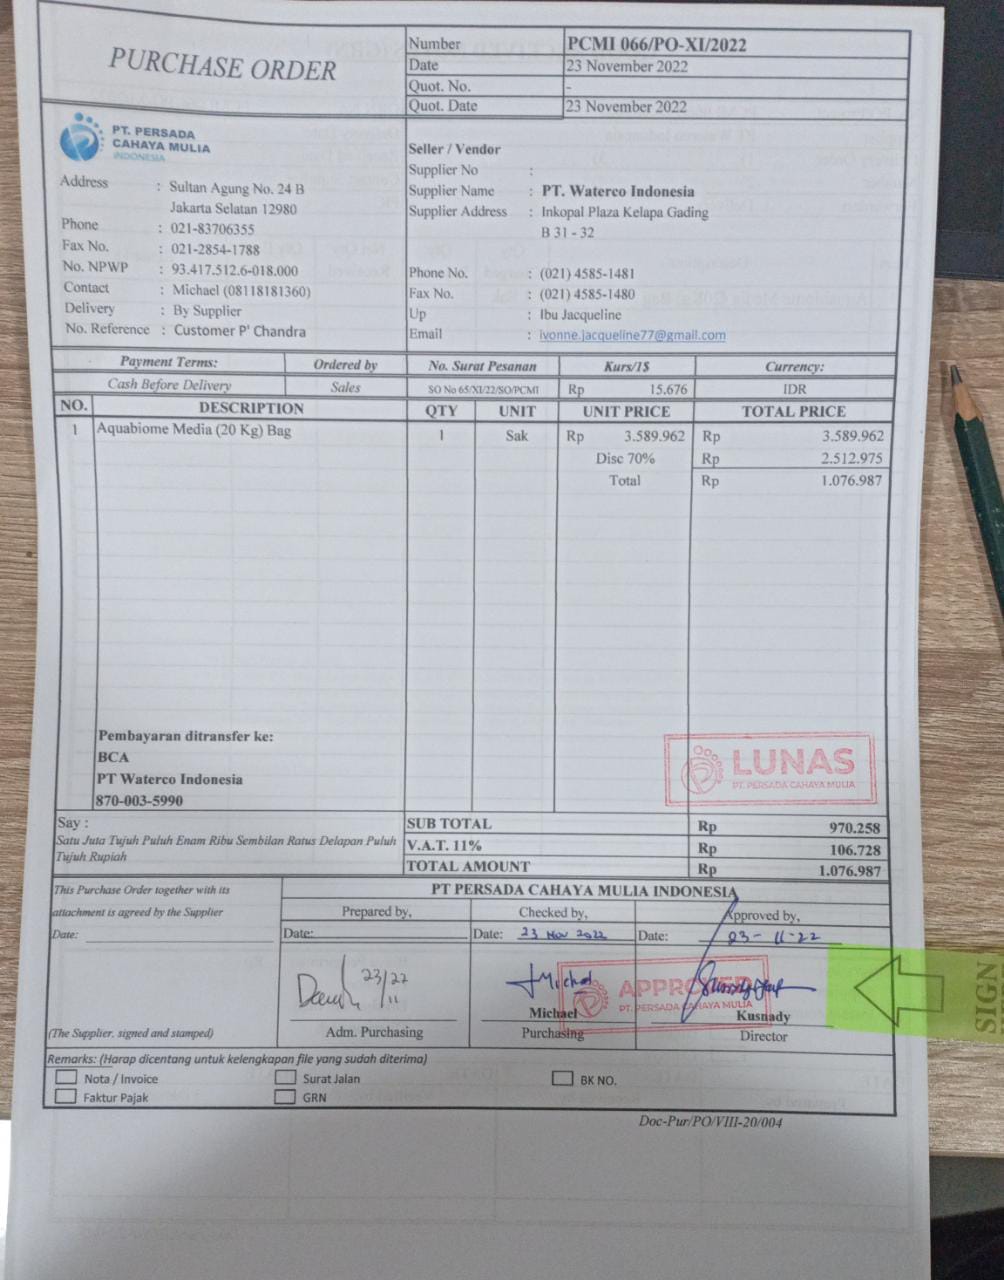 PURCHASE ORDER
Number PCMI 066/PO-XI/2022
Date 23 November 2022
Quot. No. -
Quot. Date 23 November 2022
PT. PERSADA
CAHAYA MULIA
INDONESIA
Address : Sultan Agung No. 24 B
Jakarta Selatan 12980
Phone : 021-83706355
Fax No. : 021-2854-1788
No. NPWP : 93.417.512.6-018.000
Contact : Michael (08118181360)
Delivery : By Supplier
No. Reference : Customer P' Chandra
Seller / Vendor
Supplier No :
Supplier Name : PT. Waterco Indonesia
Supplier Address : Inkopal Plaza Kelapa Gading
B 31 - 32
Phone No. : (021) 4585-1481
Fax No. : (021) 4585-1480
Up : Ibu Jacqueline
Email : ivonne.jacqueline77@gmail.com
Payment Terms: Ordered by No. Surat Pesanan Kurs/1$ Currency:
Cash Before Delivery Sales SO No 65/XI/22/SO/PCMI Rp 15.676 IDR
NO. DESCRIPTION QTY UNIT UNIT PRICE TOTAL PRICE
1 Aquabiome Media (20 Kg) Bag 1 Sak Rp 3.589.962 Rp 3.589.962
Disc 70% Rp 2.512.975
Total Rp 1.076.987
Pembayaran ditransfer ke:
BCA
PT Waterco Indonesia
870-003-5990
LUNAS
PT. PERSADA CAHAYA MULIA
Say :
Satu Juta Tujuh Puluh Enam Ribu Sembilan Ratus Delapan Puluh
Tujuh Rupiah
SUB TOTAL Rp 970.258
V.A.T. 11% Rp 106.728
TOTAL AMOUNT Rp 1.076.987
This Purchase Order together with its
attachment is agreed by the Supplier
Date:
(The Supplier, signed and stamped)
PT PERSADA CAHAYA MULIA INDONESIA
Prepared by, Checked by, Approved by,
Date: Date: 23 Nov 2022 Date: 23-11-22
23/11/22
Michael
APPROVED
PT. PERSADA CAHAYA MULIA
Michael Kusnady
Adm. Purchasing Purchasing Director
SIGN
Remarks: (Harap dicentang untuk kelengkapan file yang sudah diterima)
Nota / Invoice Surat Jalan BK NO.
Faktur Pajak GRN
Doc-Pur/PO/VIII-20/004